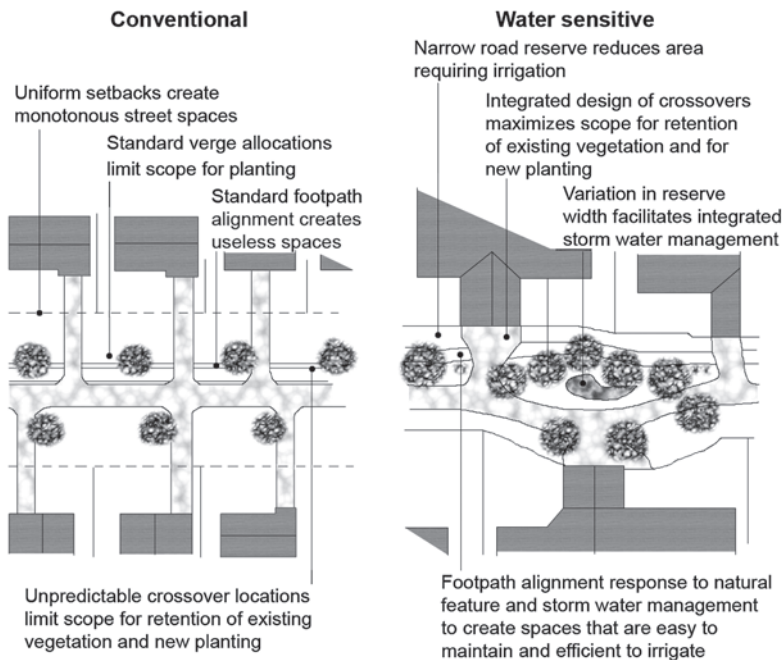 Conventional
Uniform setbacks create
monotonous street spaces
Standard verge allocations
limit scope for planting
Standard footpath
alignment creates
useless spaces
Unpredictable crossover locations
limit scope for retention of existing
vegetation and new planting
Water sensitive
Narrow road reserve reduces area
requiring irrigation
Integrated design of crossovers
maximizes scope for retention
of existing vegetation and for
new planting
Variation in reserve
width facilitates integrated
storm water management
Footpath alignment response to natural
feature and storm water management
to create spaces that are easy to
maintain and efficient to irrigate